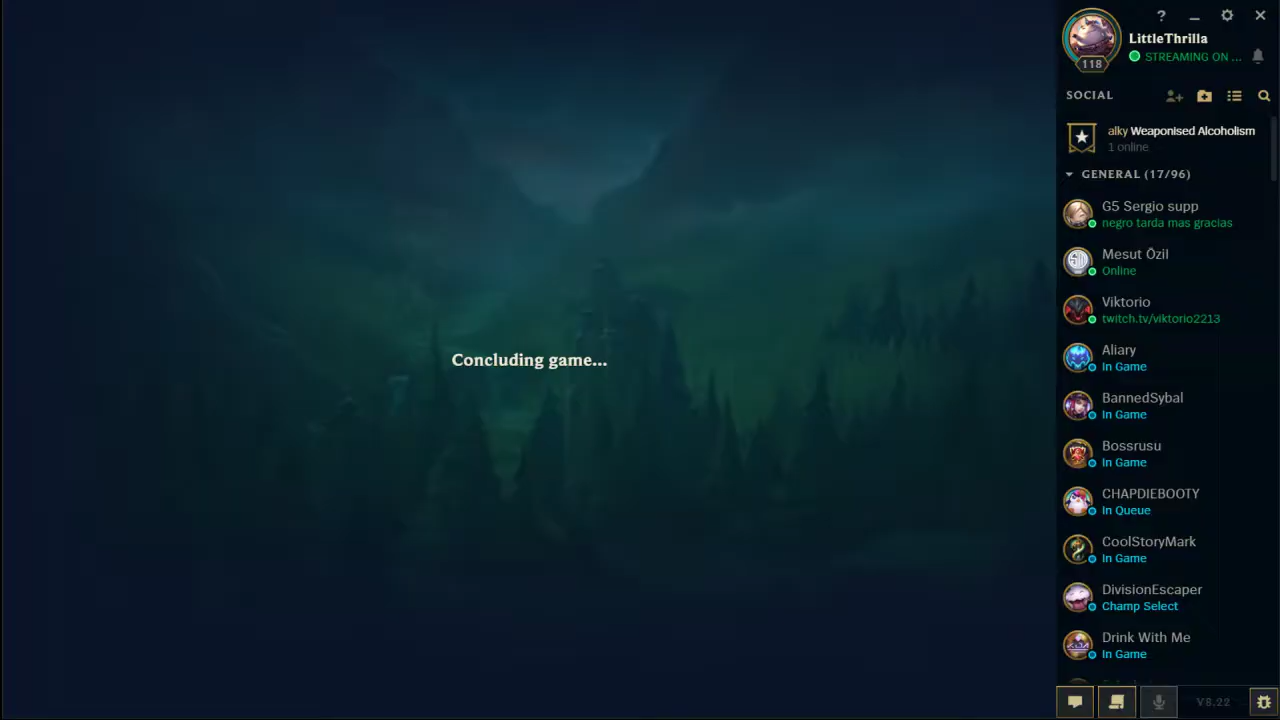 ?
LittleThrilla
118
STREAMING ON ...
SOCIAL
alky Weaponised Alcoholism
1 online
GENERAL (17/96)
G5 Sergio supp
negro tarda mas gracias
Mesut Özil
Online
Viktorio
twitch.tv/viktorio2213
Aliary
In Game
Concluding game...
BannedSybal
In Game
Bossrusu
In Game
CHAPDIEBOOTY
In Queue
CoolStoryMark
In Game
DivisionEscaper
Champ Select
Drink With Me
In Game
V8.22